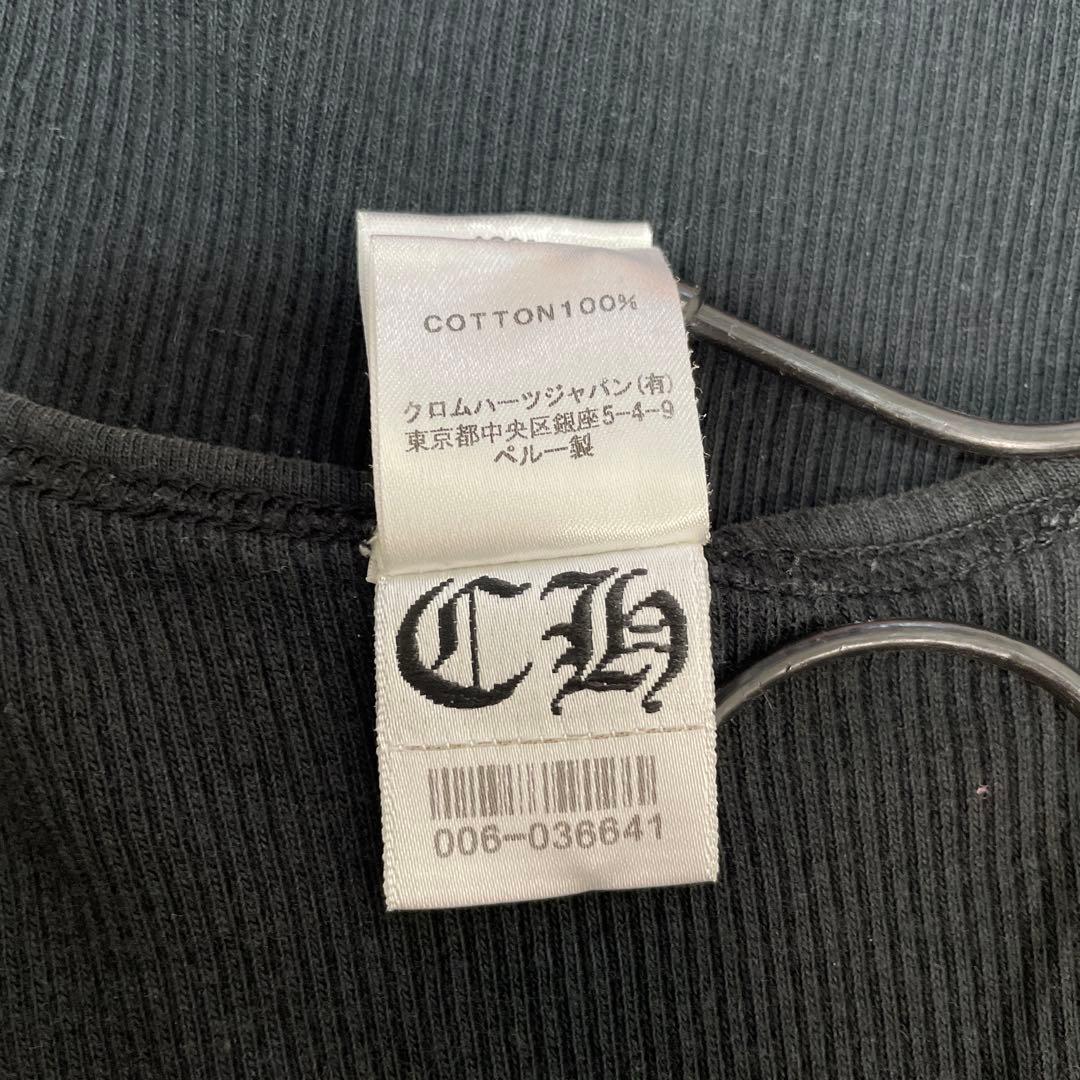 COTTON100%
クロムハーツジャパン(有)
東京都中央区銀座5-4-9
ペルー製
CH
006-036641